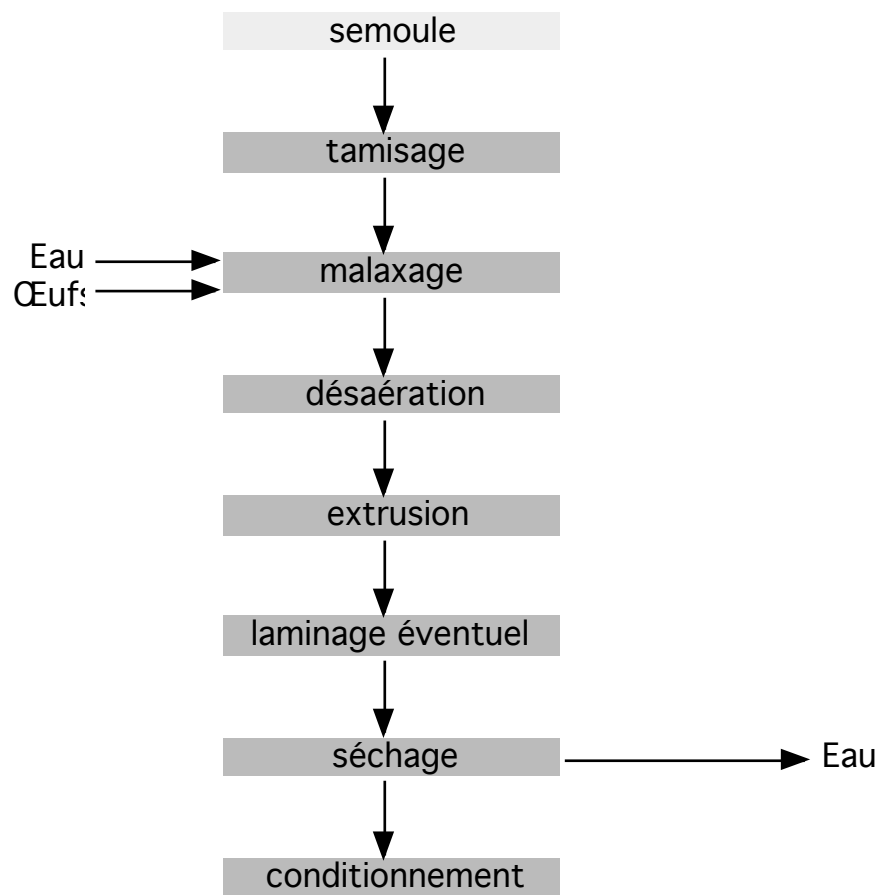 semoule
tamisage
Eau
Œufs
malaxage
désaération
extrusion
laminage éventuel
séchage
Eau
conditionnement